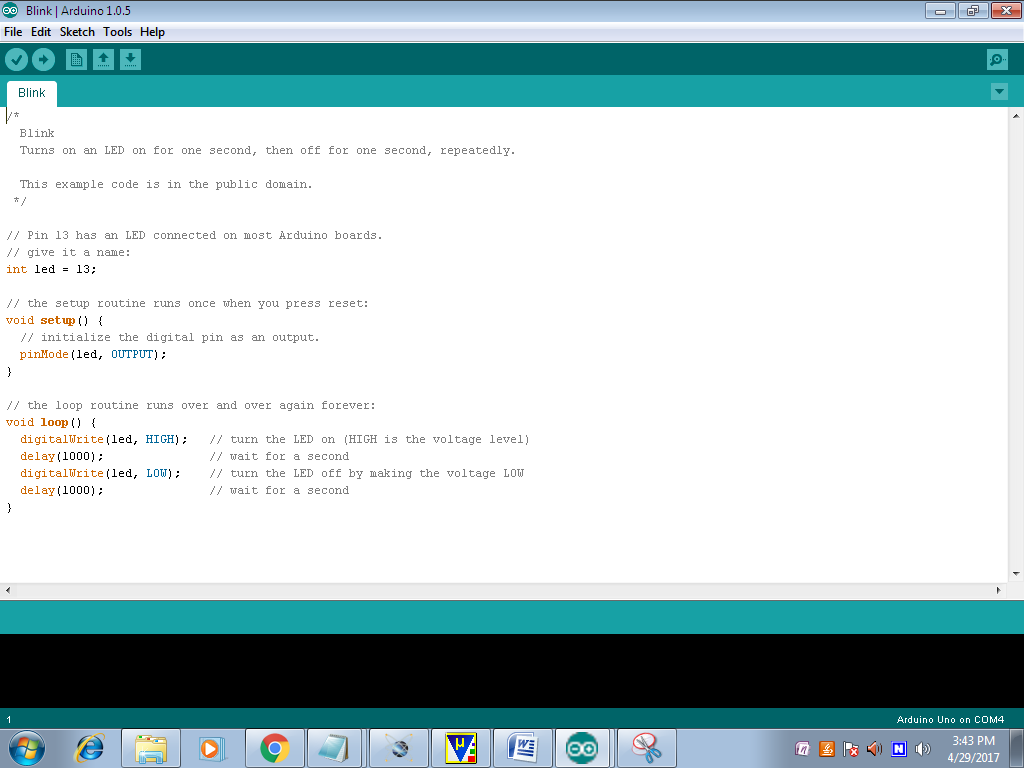 Blink | Arduino 1.0.5
File Edit Sketch Tools Help
Blink
/*
  Blink
  Turns on an LED on for one second, then off for one second, repeatedly.

  This example code is in the public domain.
 */

// Pin 13 has an LED connected on most Arduino boards.
// give it a name:
int led = 13;

// the setup routine runs once when you press reset:
void setup() {
  // initialize the digital pin as an output.
  pinMode(led, OUTPUT);
}

// the loop routine runs over and over again forever:
void loop() {
  digitalWrite(led, HIGH);   // turn the LED on (HIGH is the voltage level)
  delay(1000);               // wait for a second
  digitalWrite(led, LOW);    // turn the LED off by making the voltage LOW
  delay(1000);               // wait for a second
}
1
Arduino Uno on COM4
3:43 PM
4/29/2017